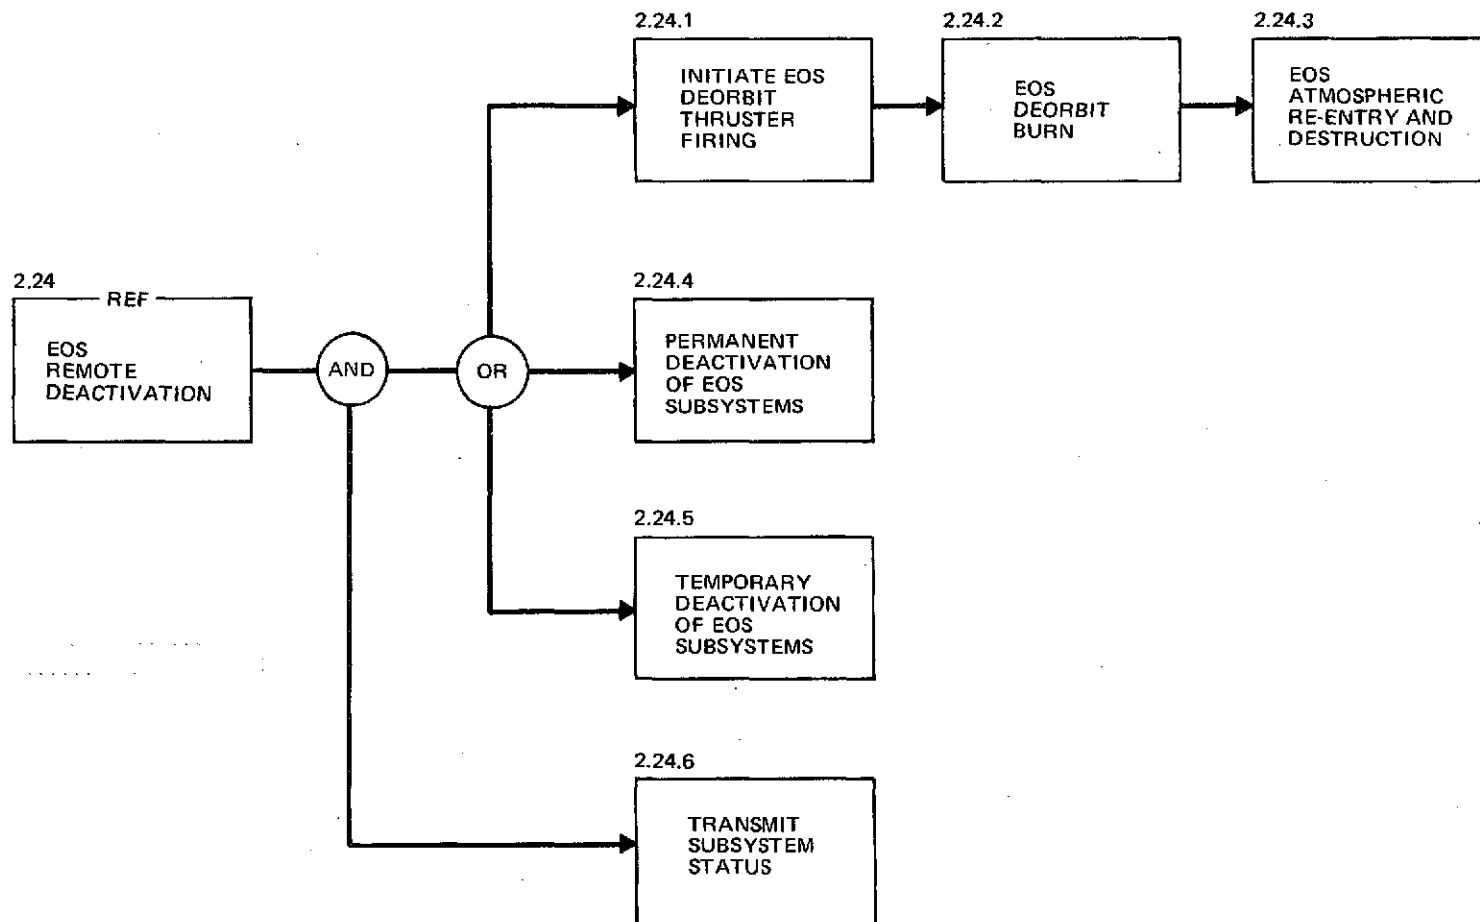 2.24.1
INITIATE EOS
DEORBIT
THRUSTER
FIRING
2.24.2
EOS
DEORBIT
BURN
2.24.3
EOS
ATMOSPHERIC
RE-ENTRY AND
DESTRUCTION
2.24
REF
EOS
REMOTE
DEACTIVATION
AND
OR
2.24.4
PERMANENT
DEACTIVATION
OF EOS
SUBSYSTEMS
2.24.5
TEMPORARY
DEACTIVATION
OF EOS
SUBSYSTEMS
2.24.6
TRANSMIT
SUBSYSTEM
STATUS